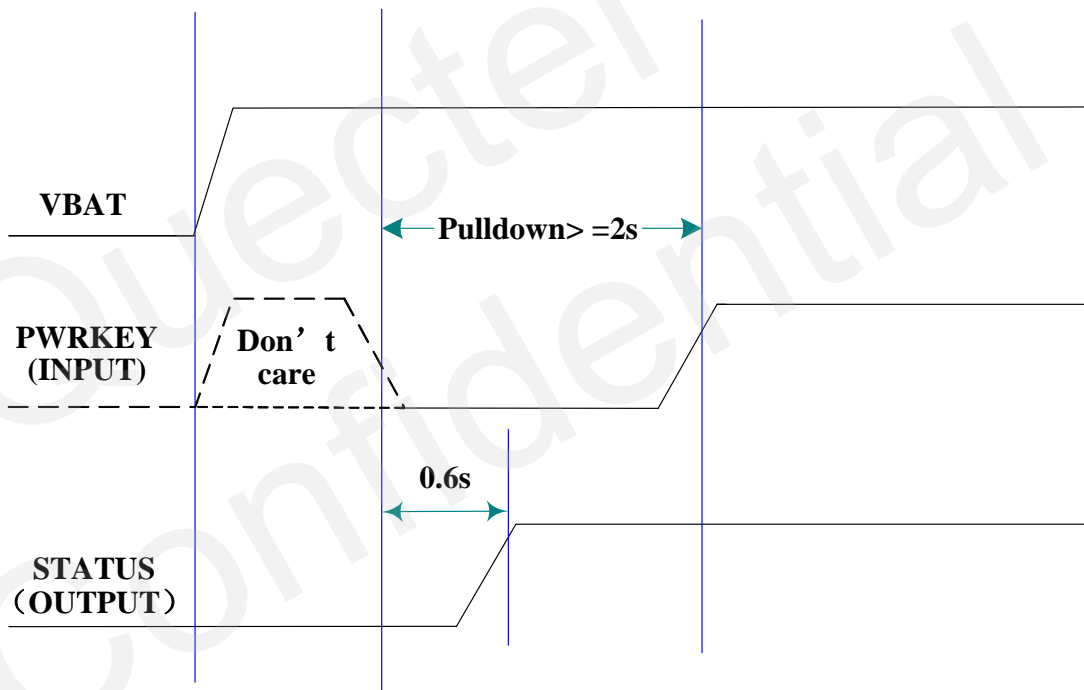 VBAT
Pulldown> =2s
PWRKEY
(INPUT)
Don’t
care
0.6s
STATUS
（OUTPUT）
Quectel
Confidential